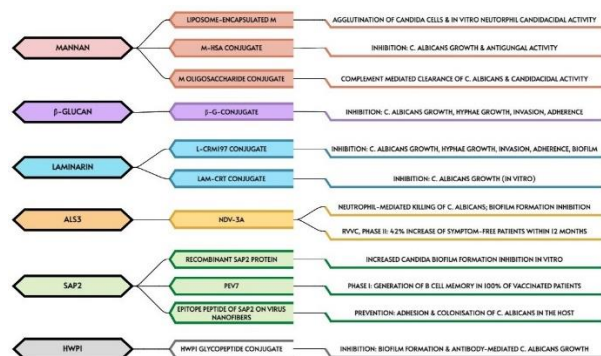 MANNAN
LIPOSOME-ENCAPSULATED M
AGGLUTINATION OF CANDIDA CELLS & IN VITRO NEUTORPHIL CANDIDACIDAL ACTIVITY
M-HSA CONJUGATE
INHIBITION: C. ALBICANS GROWTH & ANTIGUNGAL ACTIVITY
M OLIGOSACCHARIDE CONJUGATE
COMPLEMENT MEDIATED CLEARANCE OF C. ALBICANS & CANDIDACIDAL ACTIVITY
β-GLUCAN
β-G-CONJUGATE
INHIBITION: C. ALBICANS GROWTH, HYPHAE GROWTH, INVASION, ADHERENCE
LAMINARIN
L-CRM197 CONJUGATE
INHIBITION: C. ALBICANS GROWTH, HYPHAE GROWTH, INVASION, ADHERENCE, BIOFILM
LAM-CRT CONJUGATE
INHIBITION: C. ALBICANS GROWTH (IN VITRO)
ALS3
NDV-3A
NEUTROPHIL-MEDIATED KILLING OF C. ALBICANS; BIOFILM FORMATION INHIBITION
RVVC, PHASE II: 42% INCREASE OF SYMPTOM-FREE PATIENTS WITHIN 12 MONTHS
SAP2
RECOMBINANT SAP2 PROTEIN
INCREASED CANDIDA BIOFILM FORMATION INHIBITION IN VITRO
PEV7
PHASE I: GENERATION OF B CELL MEMORY IN 100% OF VACCINATED PATIENTS
EPITOPE PEPTIDE OF SAP2 ON VIRUS
NANOFIBERS
PREVENTION: ADHESION & COLONISATION OF C. ALBICANS IN THE HOST
HWP1
HWP1 GLYCOPEPTIDE CONJUGATE
INHIBITION: BIOFILM FORMATION & ANTIBODY-MEDIATED C. ALBICANS GROWTH